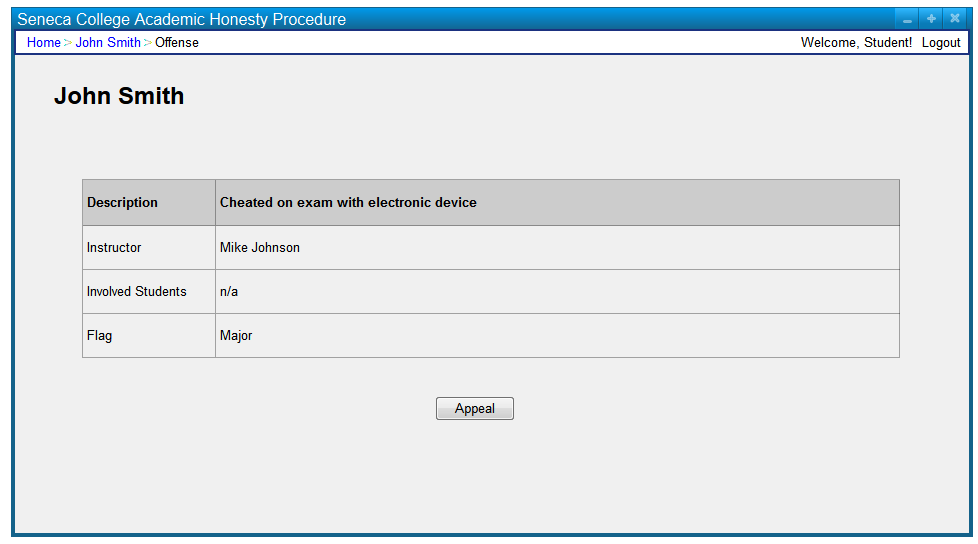 Seneca College Academic Honesty Procedure
Home > John Smith > Offense Welcome, Student! Logout
John Smith
Description Cheated on exam with electronic device
Instructor Mike Johnson
Involved Students n/a
Flag Major
Appeal